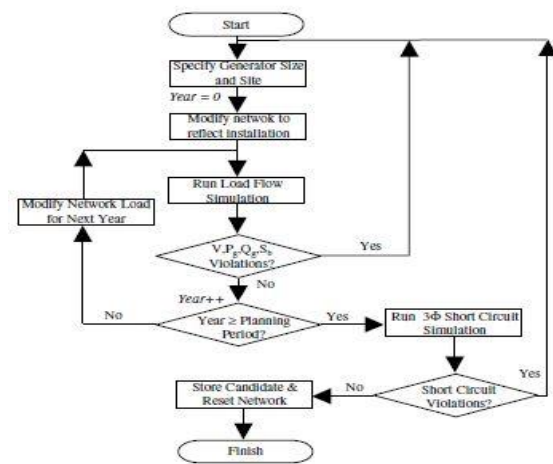 Start
Specify Generator Size
and Site
Year = 0
Modify netwok to
reflect installation
Run Load Flow
Simulation
Modify Network Load
for Next Year
V,Pg,Qg,Sb
Violations?
Yes
No
Year++
Year ≥ Planning
Period?
No
Yes
Run 3Φ Short Circuit
Simulation
Short Circuit
Violations?
Yes
No
Store Candidate &
Reset Network
Finish